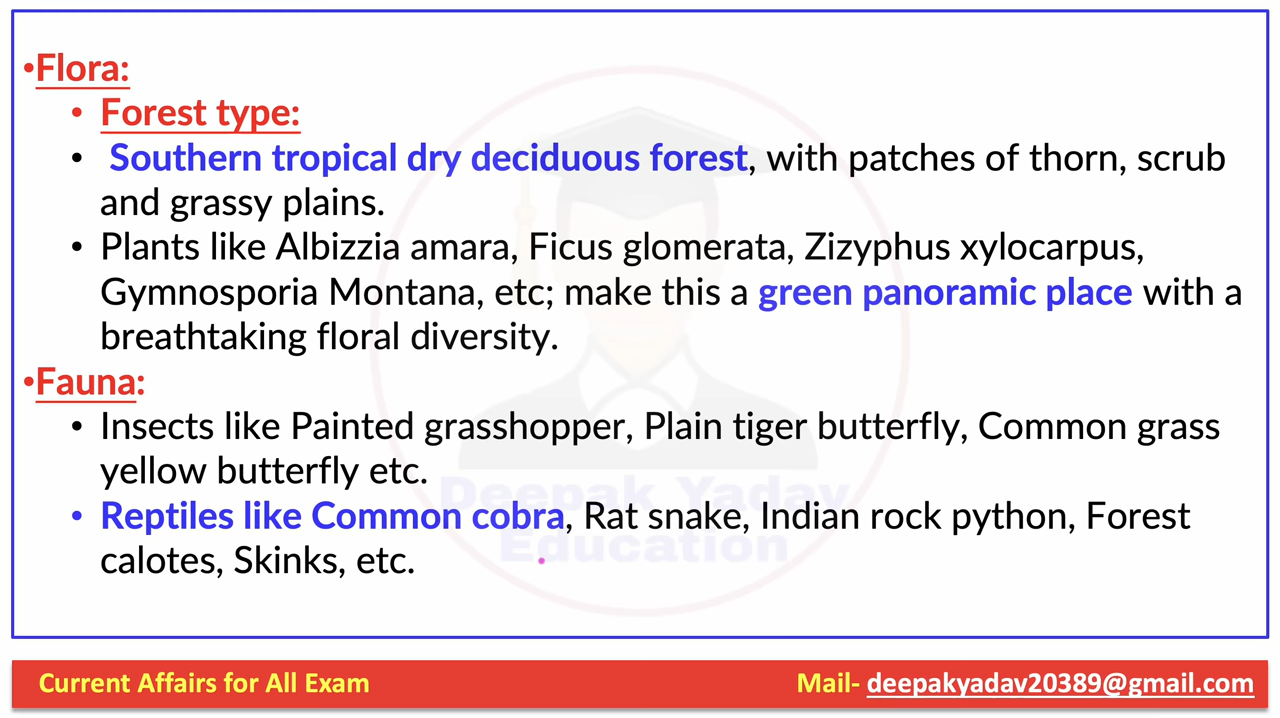 •Flora:
• Forest type:
• Southern tropical dry deciduous forest, with patches of thorn, scrub
and grassy plains.
• Plants like Albizzia amara, Ficus glomerata, Zizyphus xylocarpus,
Gymnosporia Montana, etc; make this a green panoramic place with a
breathtaking floral diversity.
•Fauna:
• Insects like Painted grasshopper, Plain tiger butterfly, Common grass
yellow butterfly etc.
Deepak Yadav
• Reptiles like Common cobra, Rat snake, Indian rock python, Forest
Education
calotes, Skinks, etc.
Current Affairs for All Exam
Mail- deepakyadav20389@gmail.com